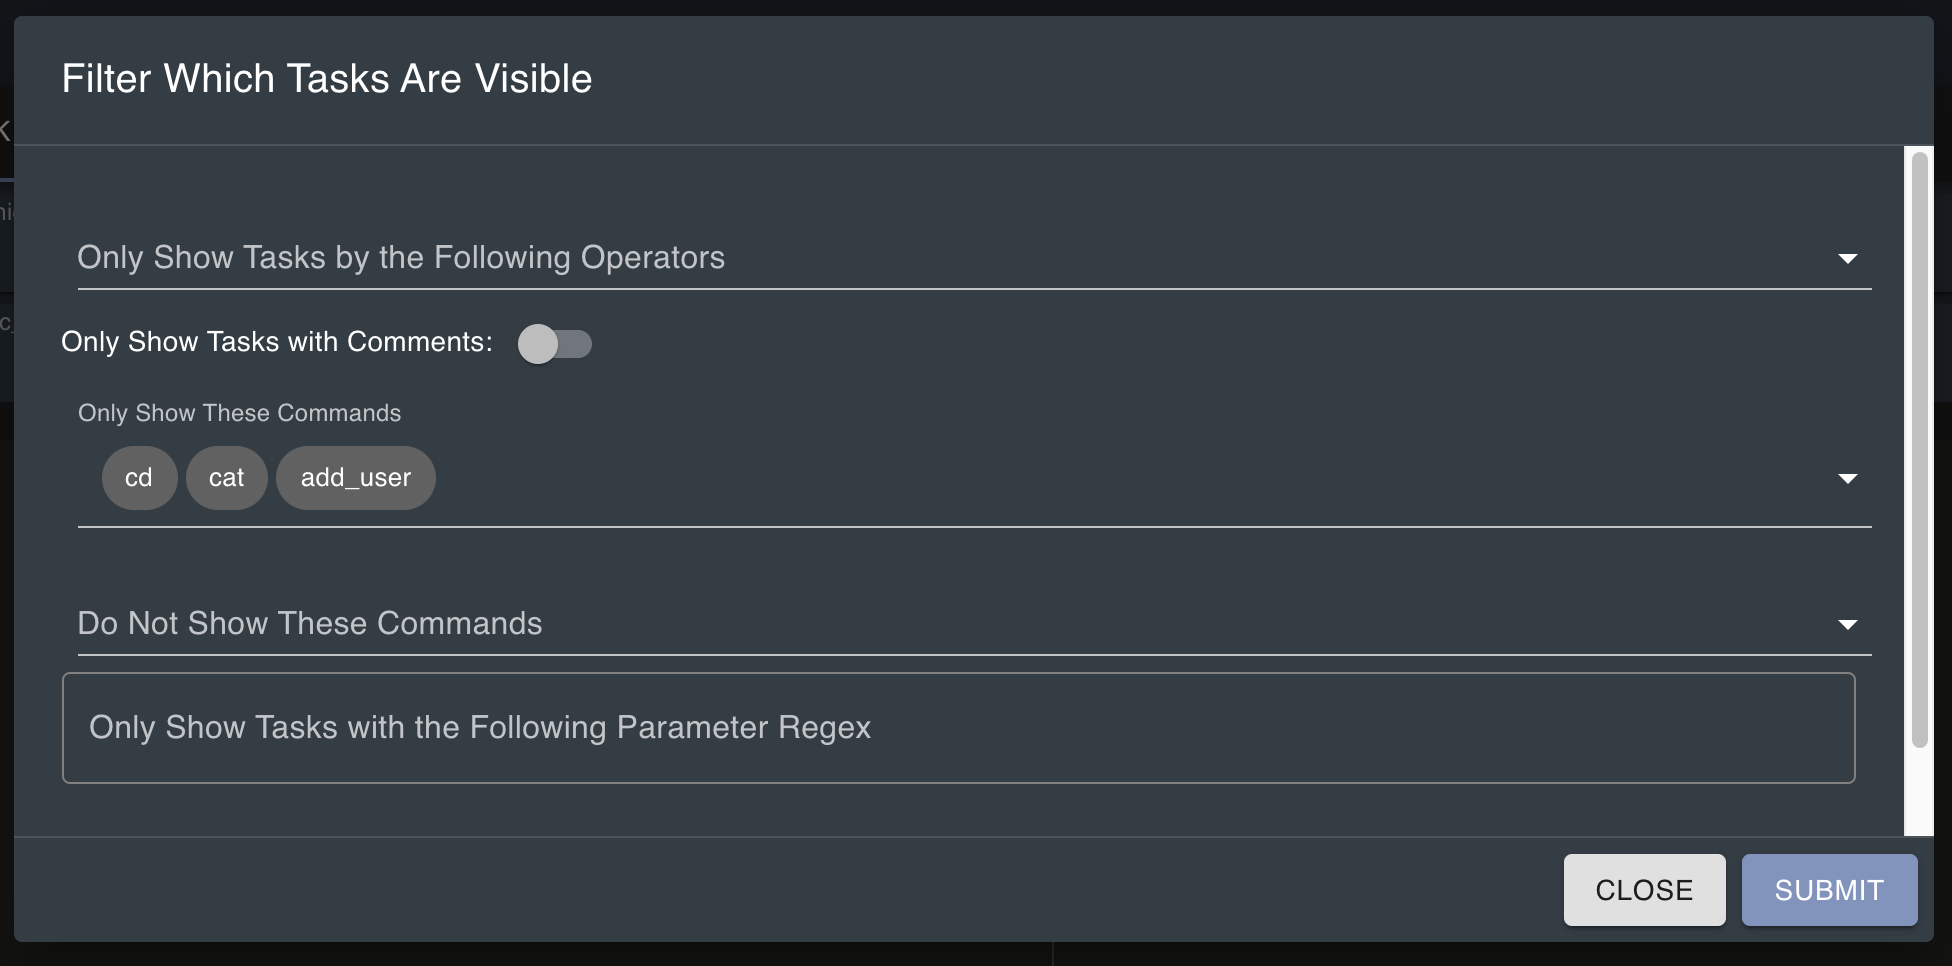 Filter Which Tasks Are Visible
Only Show Tasks by the Following Operators
Only Show Tasks with Comments:
Only Show These Commands
cd cat add_user
Do Not Show These Commands
Only Show Tasks with the Following Parameter Regex
CLOSE SUBMIT